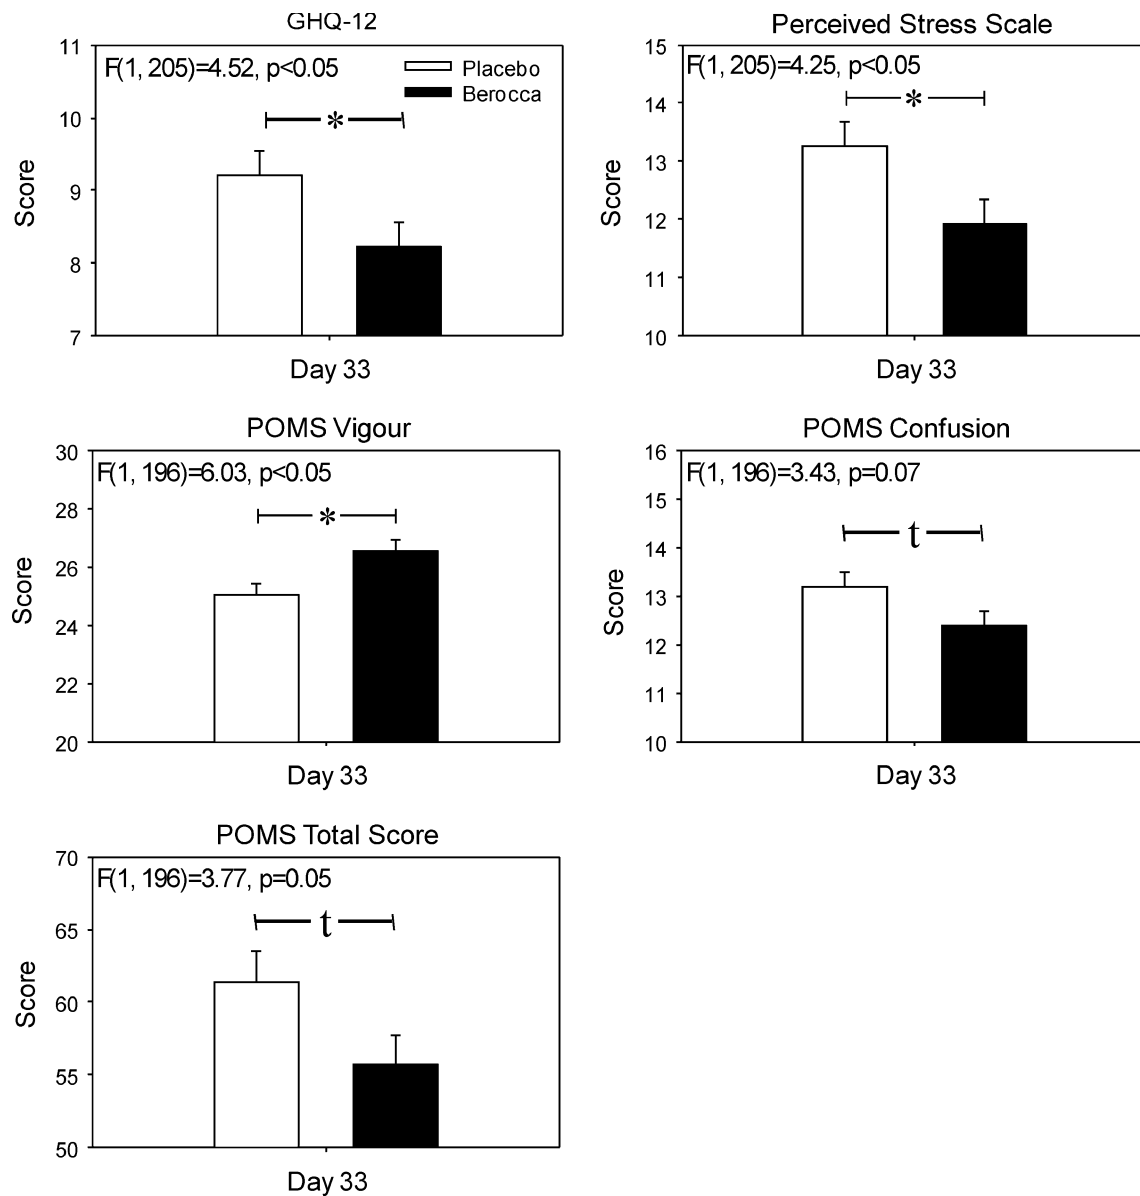 GHQ-12
11
10
9
8
7
Score
F(1, 205)=4.52, p<0.05
Placebo
Berocca
*
Day 33
Perceived Stress Scale
15
14
13
12
11
10
Score
F(1, 205)=4.25, p<0.05
*
Day 33
POMS Vigour
30
28
26
24
22
20
Score
F(1, 196)=6.03, p<0.05
*
Day 33
POMS Confusion
16
15
14
13
12
11
10
Score
F(1, 196)=3.43, p=0.07
t
Day 33
POMS Total Score
70
65
60
55
50
Score
F(1, 196)=3.77, p=0.05
t
Day 33